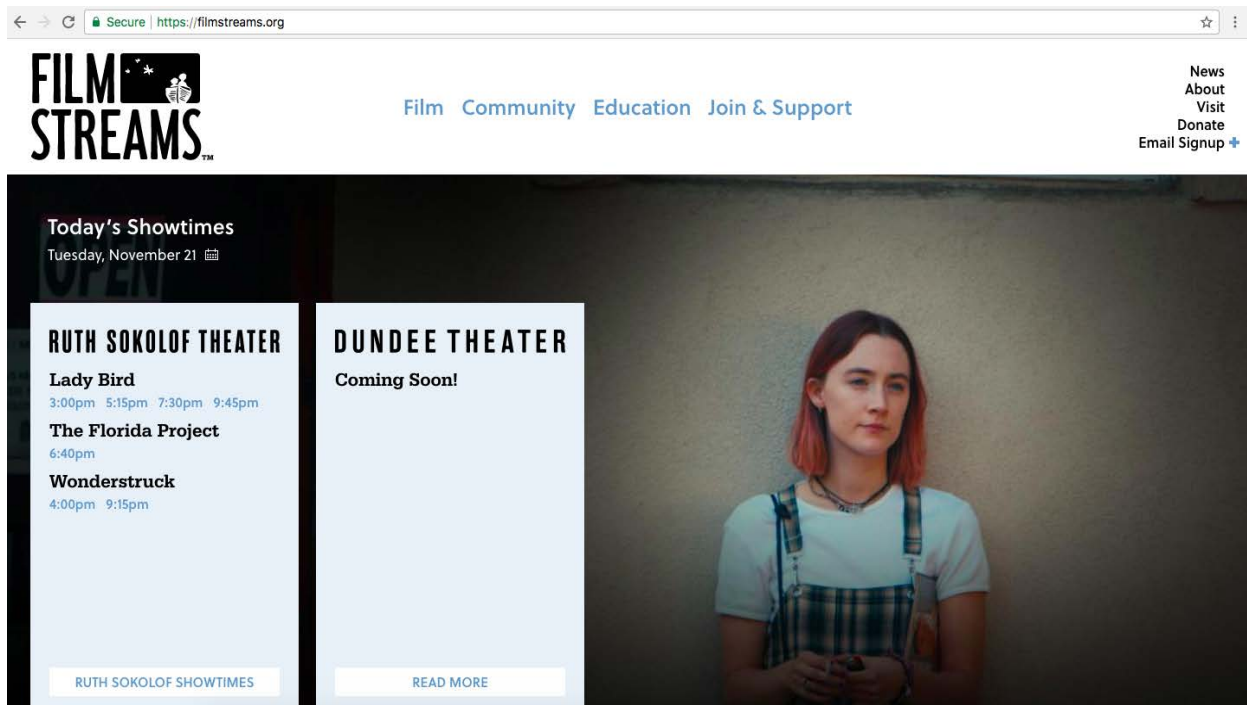 Secure | https://filmstreams.org
FILM
STREAMS™
Film Community Education Join & Support
News
About
Visit
Donate
Email Signup +
Today's Showtimes
Tuesday, November 21
OPEN
RUTH SOKOLOF THEATER
Lady Bird
3:00pm 5:15pm 7:30pm 9:45pm
The Florida Project
6:40pm
Wonderstruck
4:00pm 9:15pm
RUTH SOKOLOF SHOWTIMES
DUNDEE THEATER
Coming Soon!
READ MORE